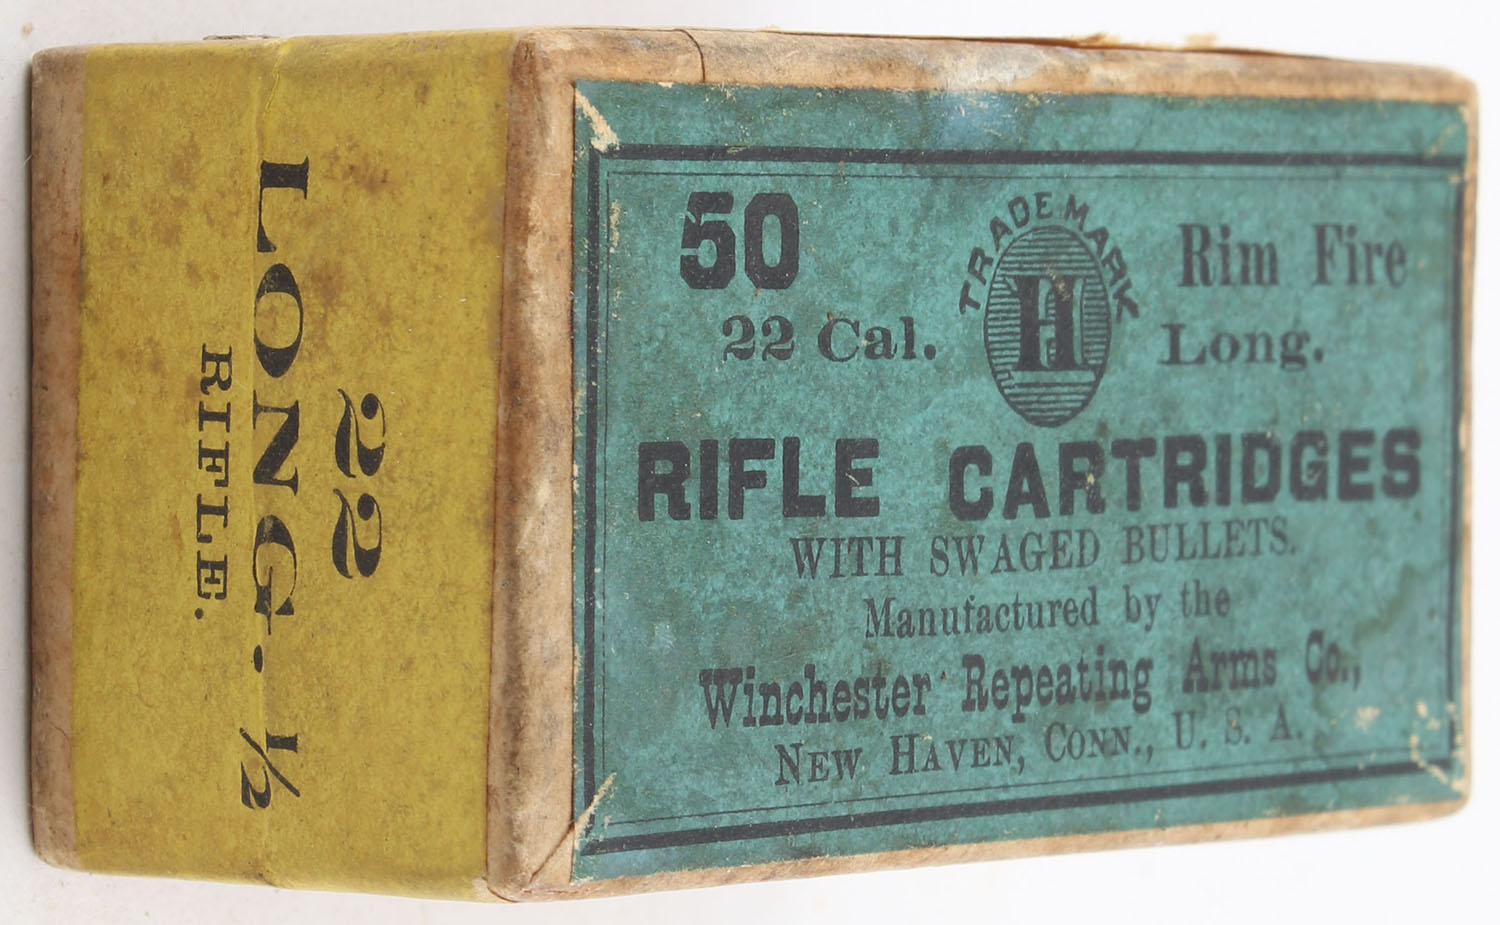 50
TRADE MARK
H
Rim Fire
22 Cal.
Long.
RIFLE CARTRIDGES
WITH SWAGED BULLETS.
Manufactured by the
Winchester Repeating Arms Co.,
NEW HAVEN, CONN., U. S. A.
22
LONG. 1/2
RIFLE.